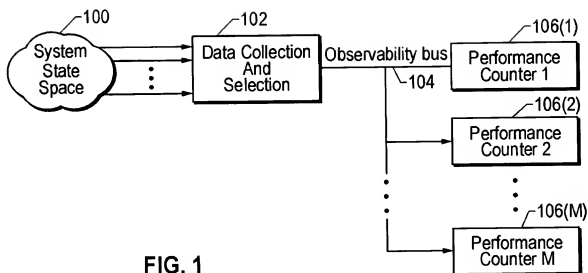 100
System
State
Space
102
Data Collection
And
Selection
Observability bus
104
106(1)
Performance
Counter 1
106(2)
Performance
Counter 2
106(M)
Performance
Counter M
FIG. 1